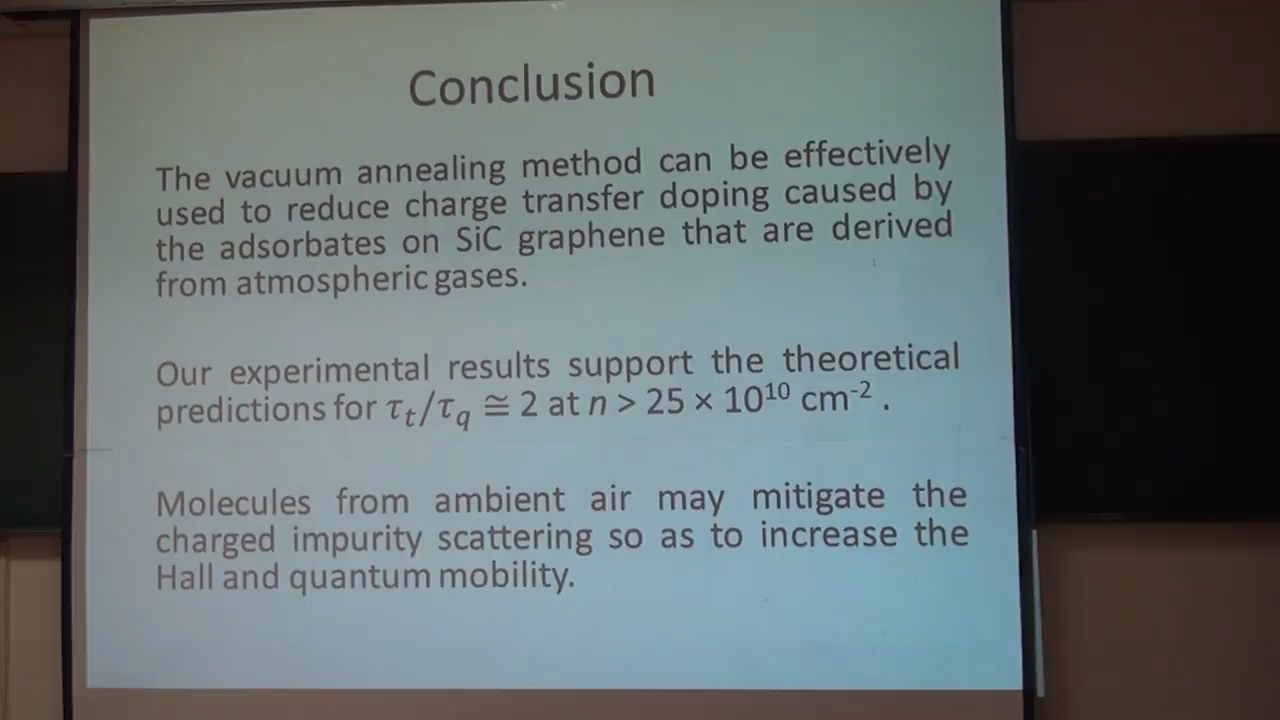 Conclusion
The vacuum annealing method can be effectively
used to reduce charge transfer doping caused by
the adsorbates on SiC graphene that are derived
from atmospheric gases.
Our experimental results support the theoretical
predictions for τₜ/τq ≅ 2 at n > 25 × 10¹⁰ cm⁻² .
Molecules from ambient air may mitigate the
charged impurity scattering so as to increase the
Hall and quantum mobility.